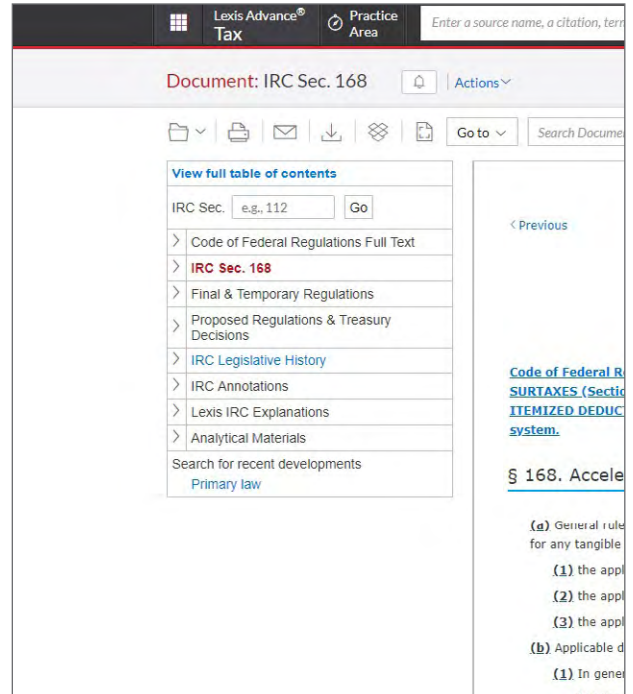 Lexis Advance®
Tax
Practice
Area
Enter a source name, a citation, term
Document: IRC Sec. 168
Actions
Go to
Search Docume
View full table of contents
IRC Sec.
e.g., 112
Go
Code of Federal Regulations Full Text
IRC Sec. 168
Final & Temporary Regulations
Proposed Regulations & Treasury
Decisions
IRC Legislative History
IRC Annotations
Lexis IRC Explanations
Analytical Materials
Search for recent developments
Primary law
< Previous
Code of Federal R
SURTAXES (Sectio
ITEMIZED DEDUC
system.
§ 168. Accele
(a) General rule
for any tangible
(1) the appl
(2) the appl
(3) the appl
(b) Applicable d
(1) In gener